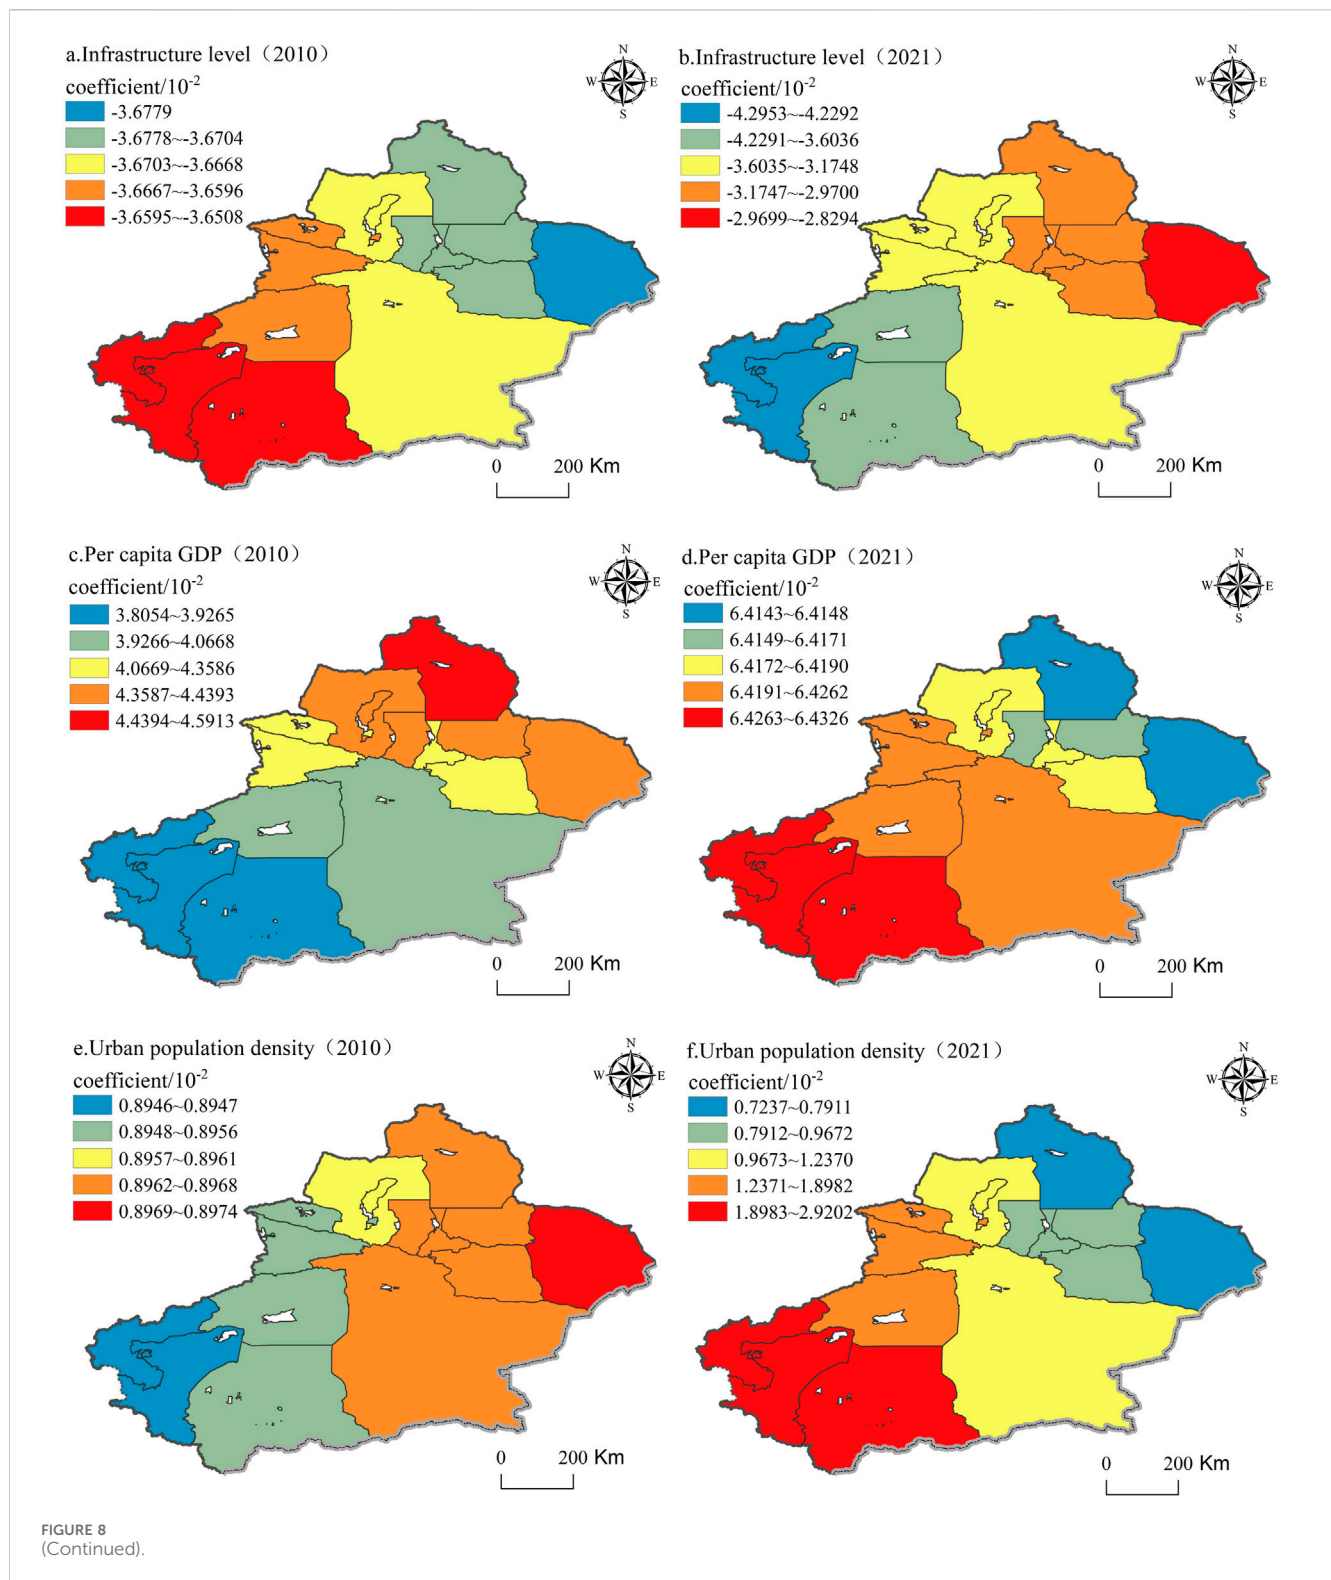 a.Infrastructure level（2010）
coefficient/10-2
-3.6779
-3.6778~-3.6704
-3.6703~-3.6668
-3.6667~-3.6596
-3.6595~-3.6508
N
W E
S
0 200 Km
b.Infrastructure level（2021）
coefficient/10-2
-4.2953~-4.2292
-4.2291~-3.6036
-3.6035~-3.1748
-3.1747~-2.9700
-2.9699~-2.8294
N
W E
S
0 200 Km
c.Per capita GDP（2010）
coefficient/10-2
3.8054~3.9265
3.9266~4.0668
4.0669~4.3586
4.3587~4.4393
4.4394~4.5913
N
W E
S
0 200 Km
d.Per capita GDP（2021）
coefficient/10-2
6.4143~6.4148
6.4149~6.4171
6.4172~6.4190
6.4191~6.4262
6.4263~6.4326
N
W E
S
0 200 Km
e.Urban population density（2010）
coefficient/10-2
0.8946~0.8947
0.8948~0.8956
0.8957~0.8961
0.8962~0.8968
0.8969~0.8974
N
W E
S
0 200 Km
f.Urban population density（2021）
coefficient/10-2
0.7237~0.7911
0.7912~0.9672
0.9673~1.2370
1.2371~1.8982
1.8983~2.9202
N
W E
S
0 200 Km
FIGURE 8
(Continued).